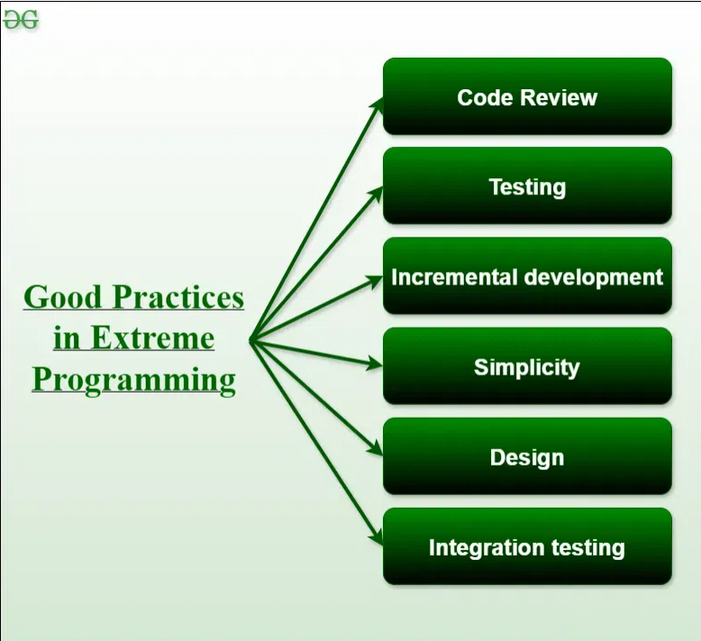 Good Practices
in Extreme
Programming
Code Review
Testing
Incremental development
Simplicity
Design
Integration testing